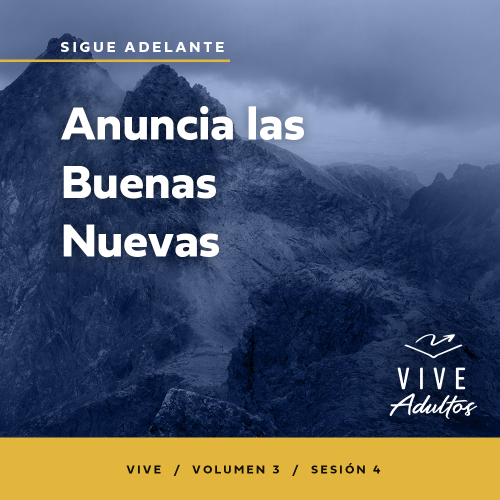 SIGUE ADELANTE
Anuncia las
Buenas
Nuevas
VIVE
Adultos
VIVE / VOLUMEN 3 / SESIÓN 4